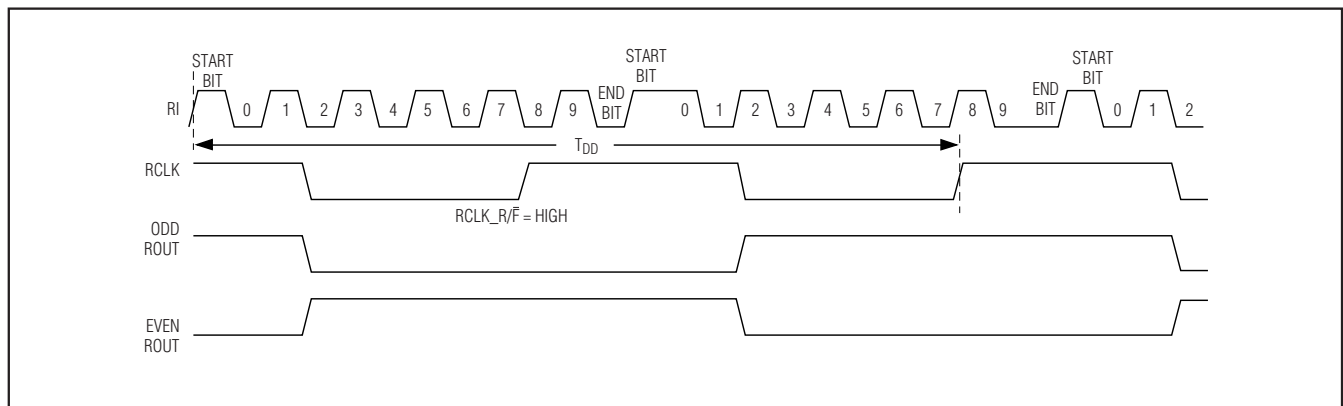 START
BIT
RI
0 1 2 3 4 5 6 7 8 9
END
BIT
START
BIT
0 1 2 3 4 5 6 7 8 9
END
BIT
START
BIT
0 1 2
TDD
RCLK
RCLK_R/F̅ = HIGH
ODD
ROUT
EVEN
ROUT